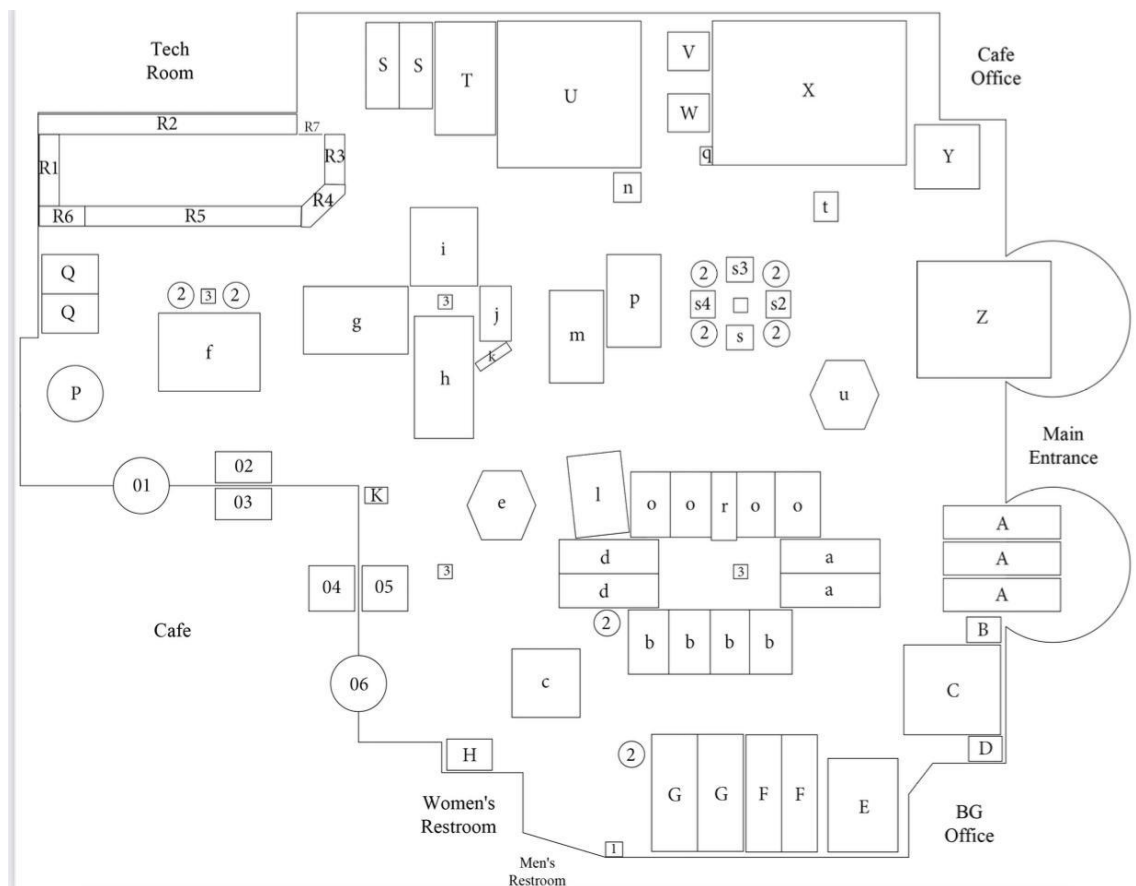 Tech
Room
S
S
T
U
V
W
X
Cafe
Office
R2
R7
R1
R3
R4
R6
R5
q
Y
n
t
i
Q
Q
2
3
2
f
g
3
j
k
h
m
p
2
s3
2
s4
s2
2
s
2
Z
P
u
Main
Entrance
01
02
03
K
e
l
o
o
r
o
o
A
A
A
d
d
3
a
a
3
04
05
Cafe
2
b
b
b
b
B
C
D
06
c
H
2
G
G
F
F
E
Women's
Restroom
BG
Office
1
Men's
Restroom